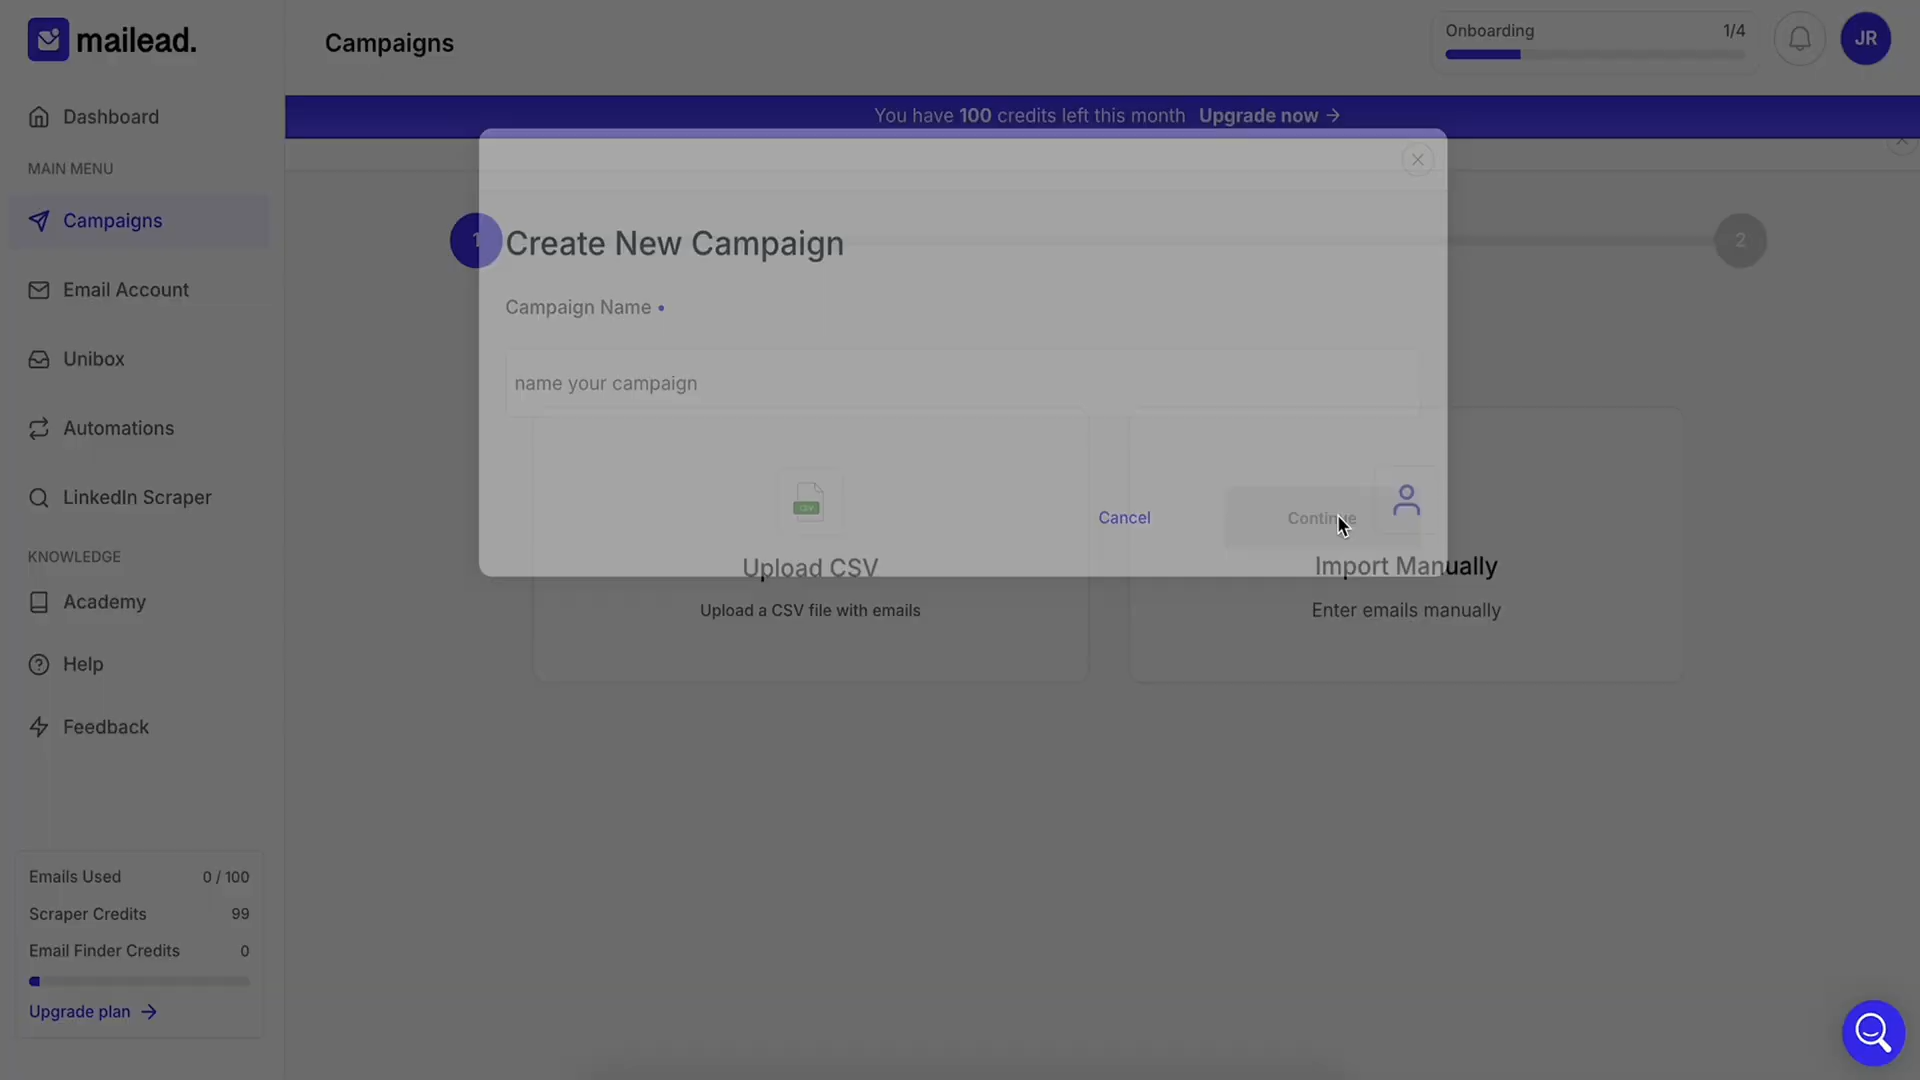 mailead.
Campaigns
Onboarding
1/4
JR
You have 100 credits left this month Upgrade now →
Dashboard
MAIN MENU
Campaigns
Email Account
Unibox
Automations
LinkedIn Scraper
KNOWLEDGE
Academy
Help
Feedback
1
2
Create New Campaign
Campaign Name •
name your campaign
Cancel
Continue
CSV
Upload CSV
Upload a CSV file with emails
Import Manually
Enter emails manually
Emails Used 0 / 100
Scraper Credits 99
Email Finder Credits 0
Upgrade plan →